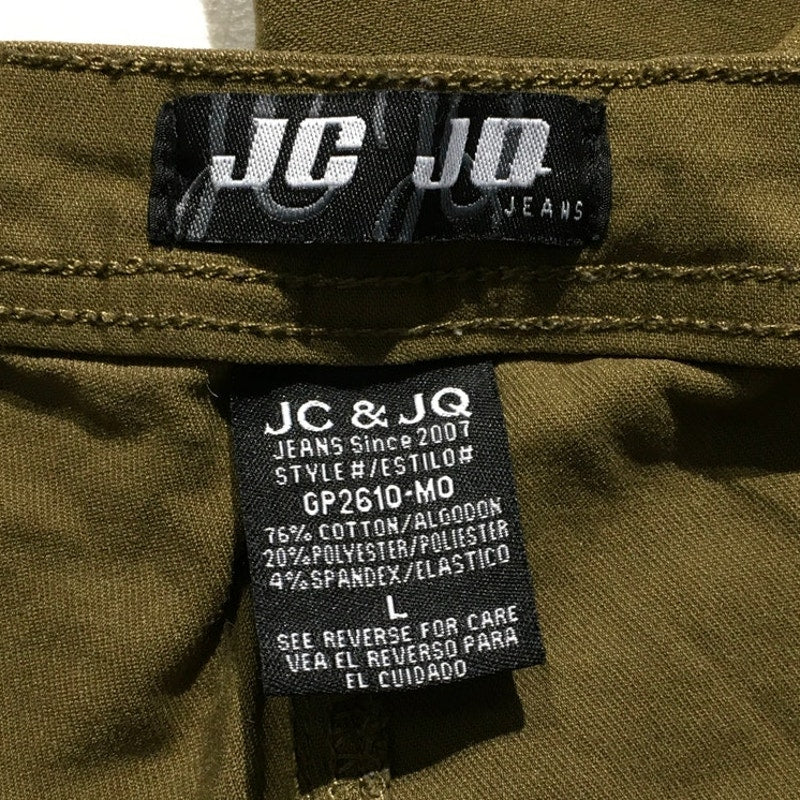 JC JQ
JEANS
JC & JQ
JEANS Since 2007
STYLE#/ESTILO#
GP2610-MO
76% COTTON/ALGODON
20%POLYESTER/POLIESTER
4%SPANDEX/ELASTICO
L
SEE REVERSE FOR CARE
VEA EL REVERSO PARA
EL CUIDADO